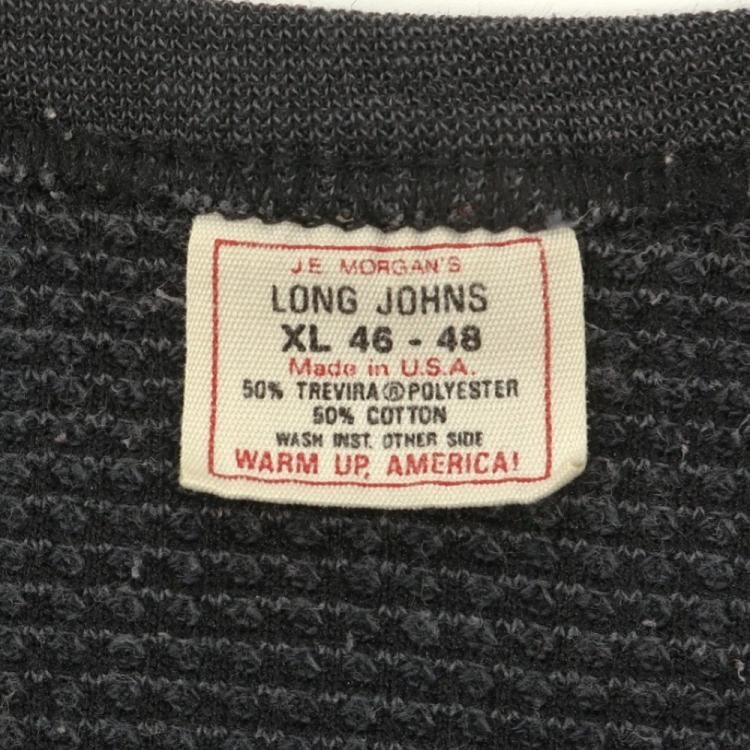 J.E. MORGAN'S
LONG JOHNS
XL 46 - 48
Made in U.S.A.
50% TREVIRA® POLYESTER
50% COTTON
WASH INST. OTHER SIDE
WARM UP, AMERICA!